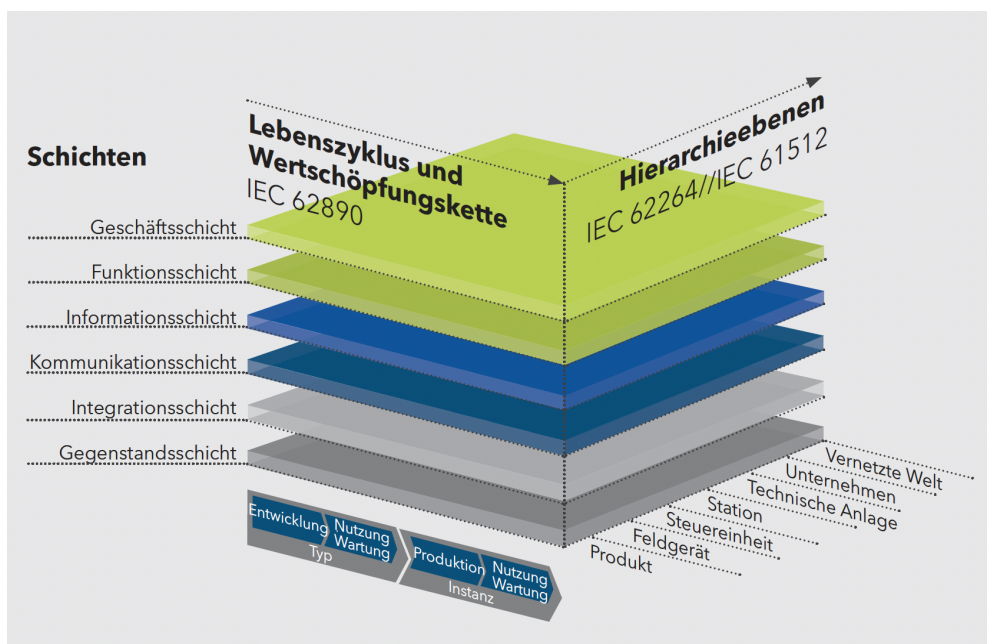 Schichten
Lebenszyklus und
Wertschöpfungskette
IEC 62890
Hierarchieebenen
IEC 62264//IEC 61512
Geschäftsschicht
Funktionsschicht
Informationsschicht
Kommunikationsschicht
Integrationsschicht
Gegenstandsschicht
Entwicklung
Nutzung
Wartung
Typ
Produktion
Nutzung
Wartung
Instanz
Vernetzte Welt
Unternehmen
Technische Anlage
Station
Steuereinheit
Feldgerät
Produkt